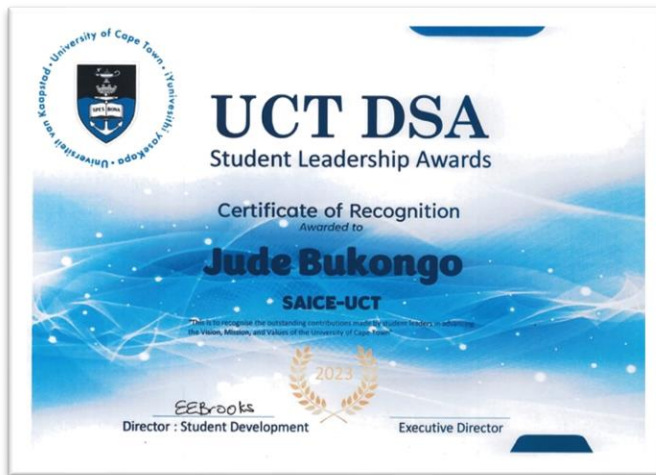 Universiteit van Kaapstad · University of Cape Town · iYunivesithi yaseKapa
SPES BONA
UCT DSA
Student Leadership Awards
Certificate of Recognition
Awarded to
Jude Bukongo
SAICE-UCT
"This is to recognise the outstanding contributions made by student leaders in advancing
the Vision, Mission, and Values of the University of Cape Town"
2023
EEBrooks
Director : Student Development
Executive Director